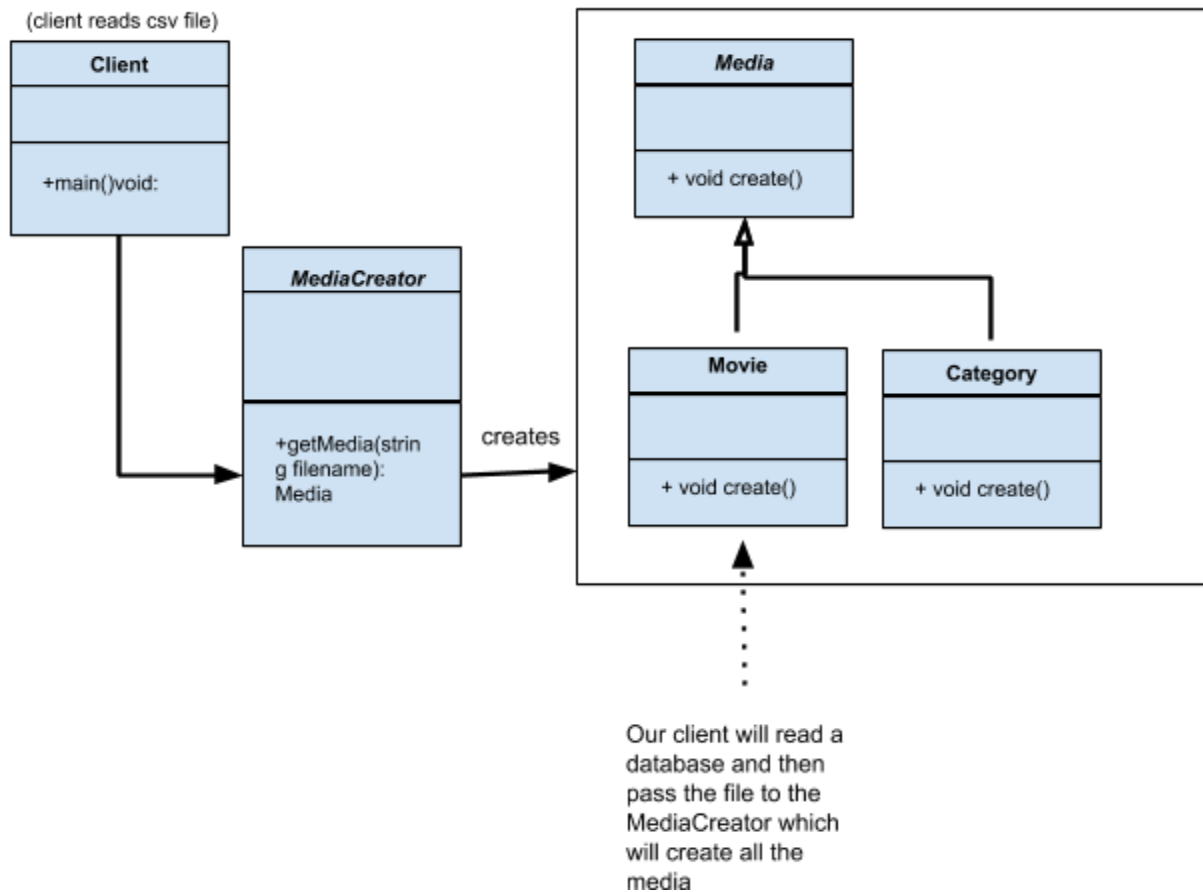 (client reads csv file)
Client
+main()void:
MediaCreator
+getMedia(strin
g filename):
Media
creates
Media
+ void create()
Movie
+ void create()
Category
+ void create()
Our client will read a
database and then
pass the file to the
MediaCreator which
will create all the
media